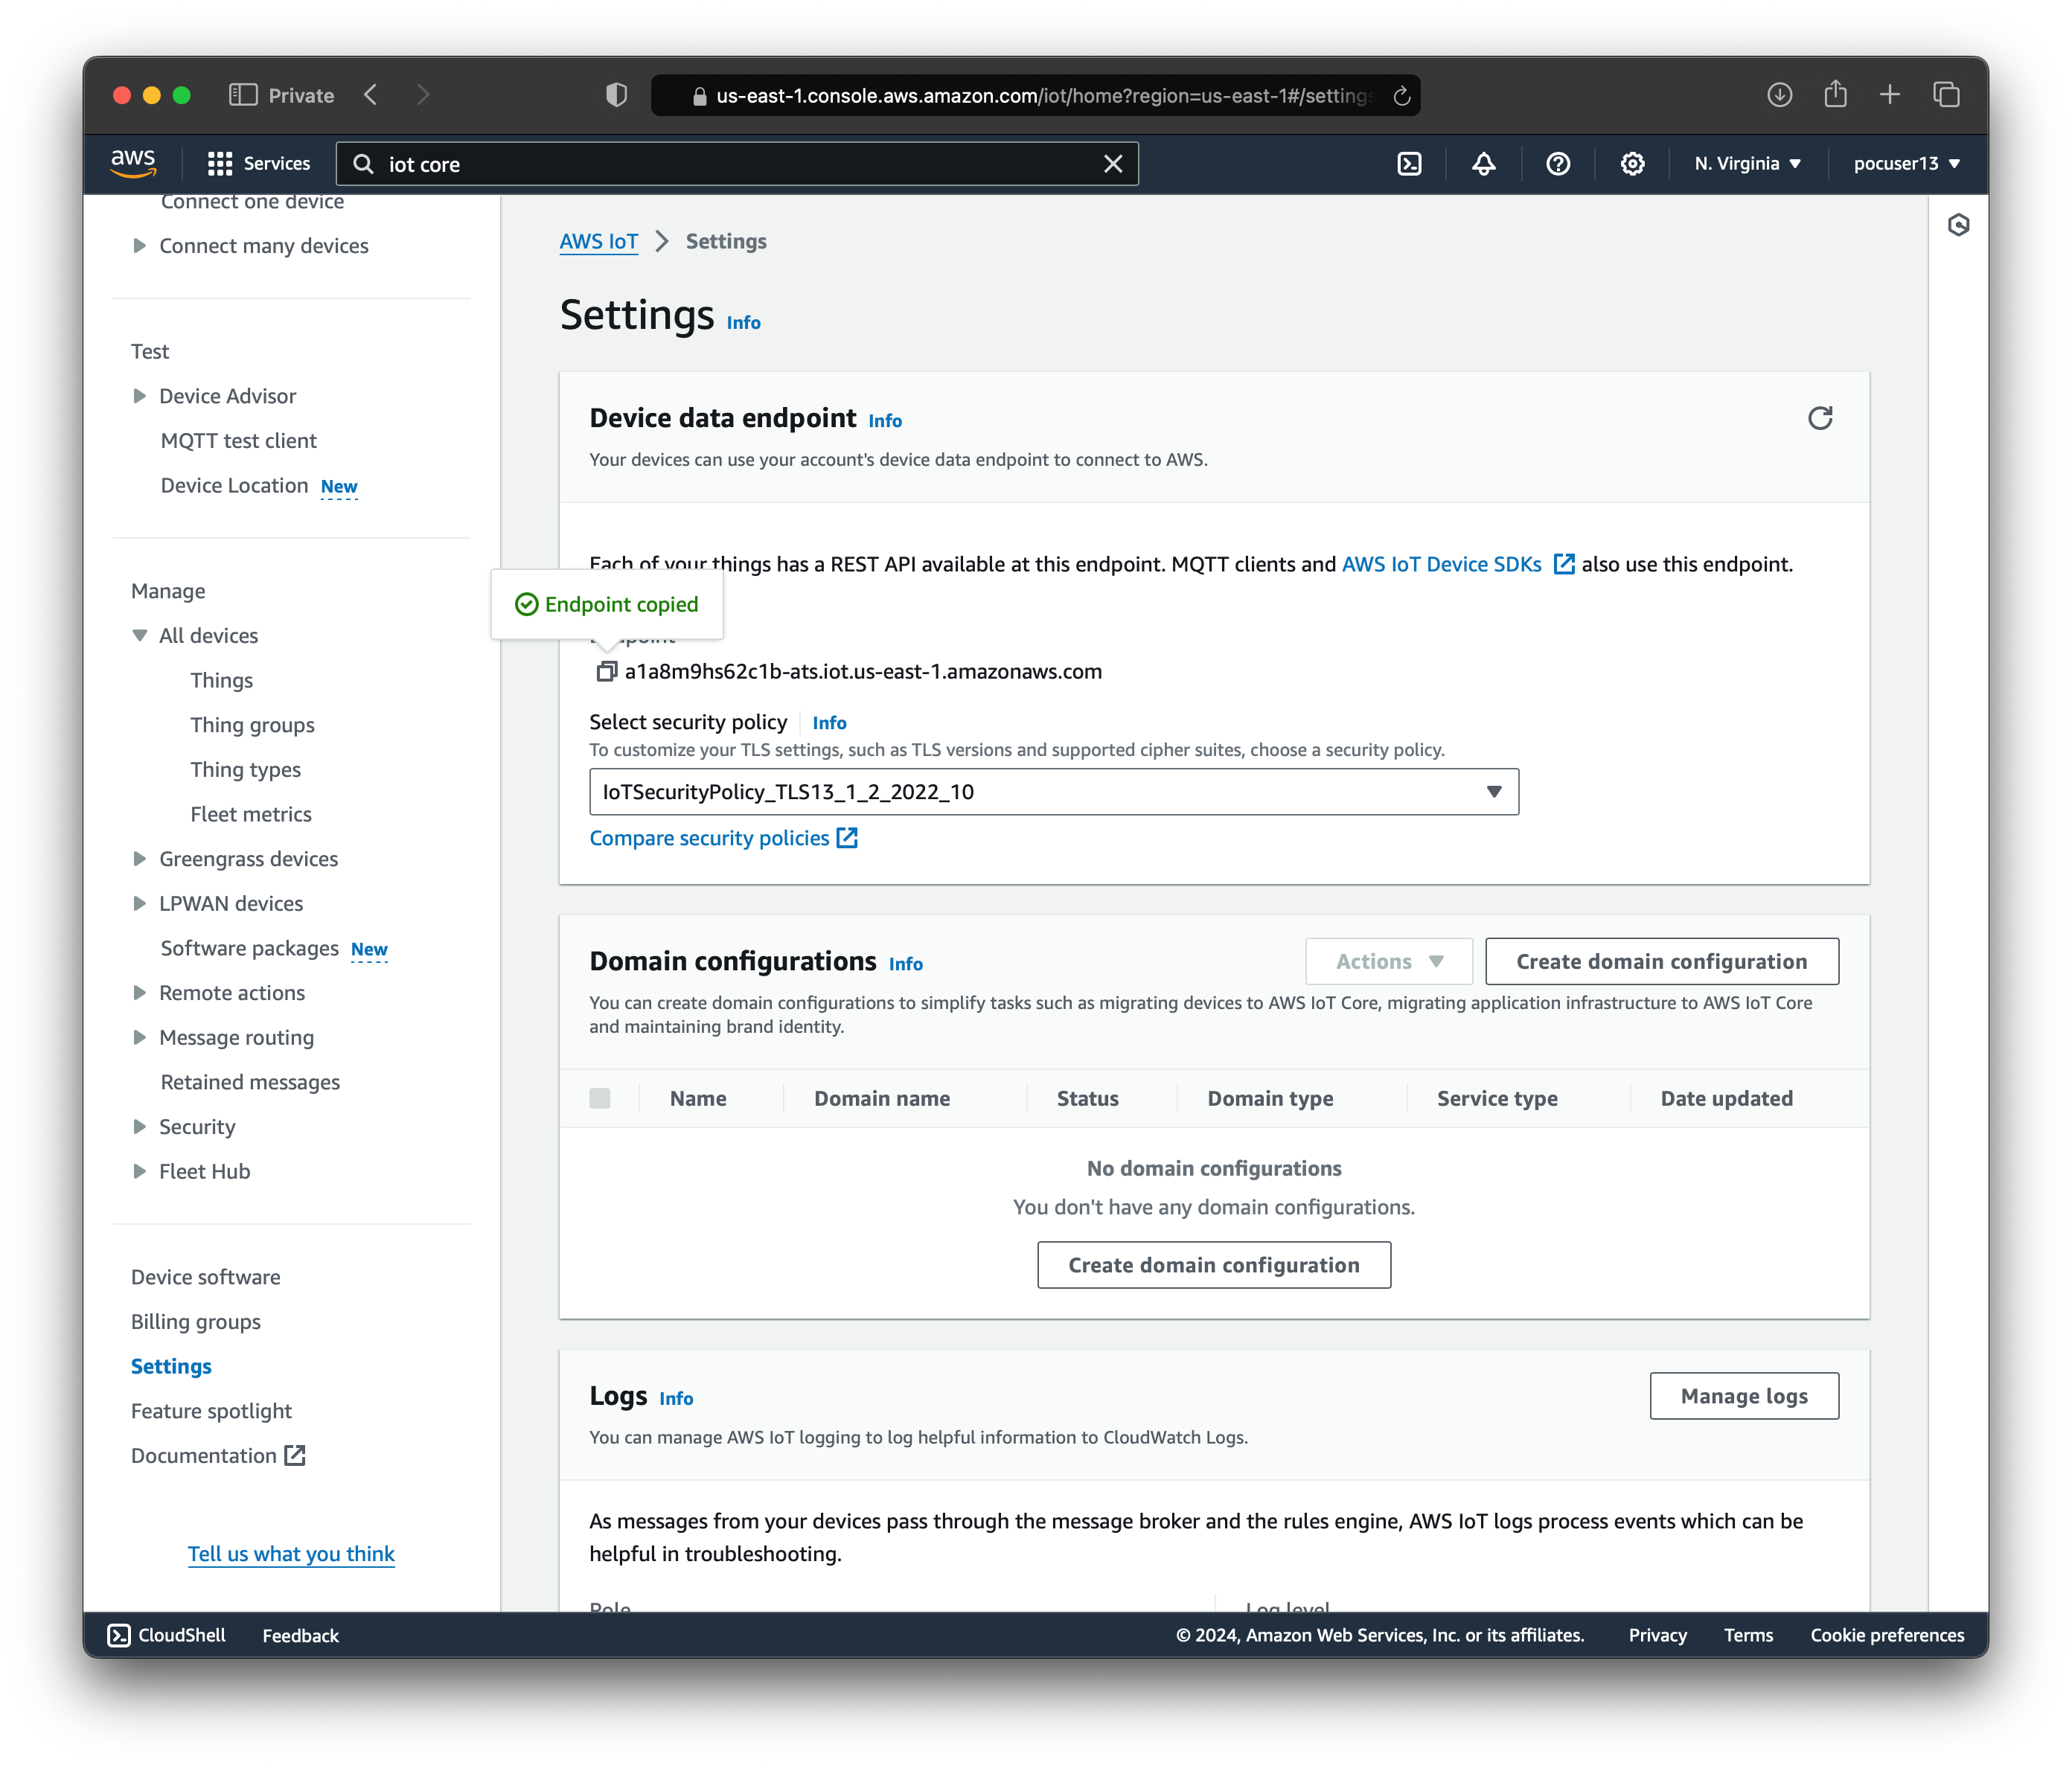 Private
us-east-1.console.aws.amazon.com/iot/home?region=us-east-1#/settings
aws
Services
iot core
N. Virginia
pocuser13
Connect one device
Connect many devices
Test
Device Advisor
MQTT test client
Device Location New
Manage
All devices
Things
Thing groups
Thing types
Fleet metrics
Greengrass devices
LPWAN devices
Software packages New
Remote actions
Message routing
Retained messages
Security
Fleet Hub
Device software
Billing groups
Settings
Feature spotlight
Documentation
Tell us what you think
AWS IoT > Settings
Settings Info
Device data endpoint Info
Your devices can use your account's device data endpoint to connect to AWS.
Each of your things has a REST API available at this endpoint. MQTT clients and AWS IoT Device SDKs also use this endpoint.
Endpoint copied
Endpoint
a1a8m9hs62c1b-ats.iot.us-east-1.amazonaws.com
Select security policy Info
To customize your TLS settings, such as TLS versions and supported cipher suites, choose a security policy.
IoTSecurityPolicy_TLS13_1_2_2022_10
Compare security policies
Domain configurations Info
Actions
Create domain configuration
You can create domain configurations to simplify tasks such as migrating devices to AWS IoT Core, migrating application infrastructure to AWS IoT Core
and maintaining brand identity.
Name Domain name Status Domain type Service type Date updated
No domain configurations
You don't have any domain configurations.
Create domain configuration
Logs Info
Manage logs
You can manage AWS IoT logging to log helpful information to CloudWatch Logs.
As messages from your devices pass through the message broker and the rules engine, AWS IoT logs process events which can be
helpful in troubleshooting.
Role Log level
CloudShell
Feedback
© 2024, Amazon Web Services, Inc. or its affiliates.
Privacy
Terms
Cookie preferences